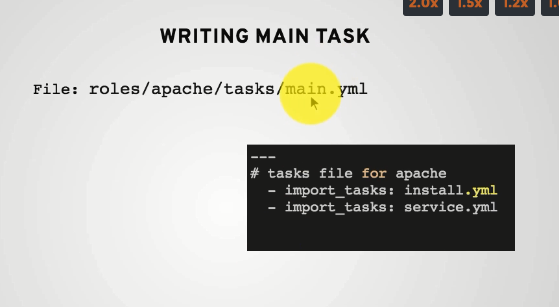 2.0x 1.5x 1.2x
WRITING MAIN TASK
File: roles/apache/tasks/main.yml
---
# tasks file for apache
- import_tasks: install.yml
- import_tasks: service.yml